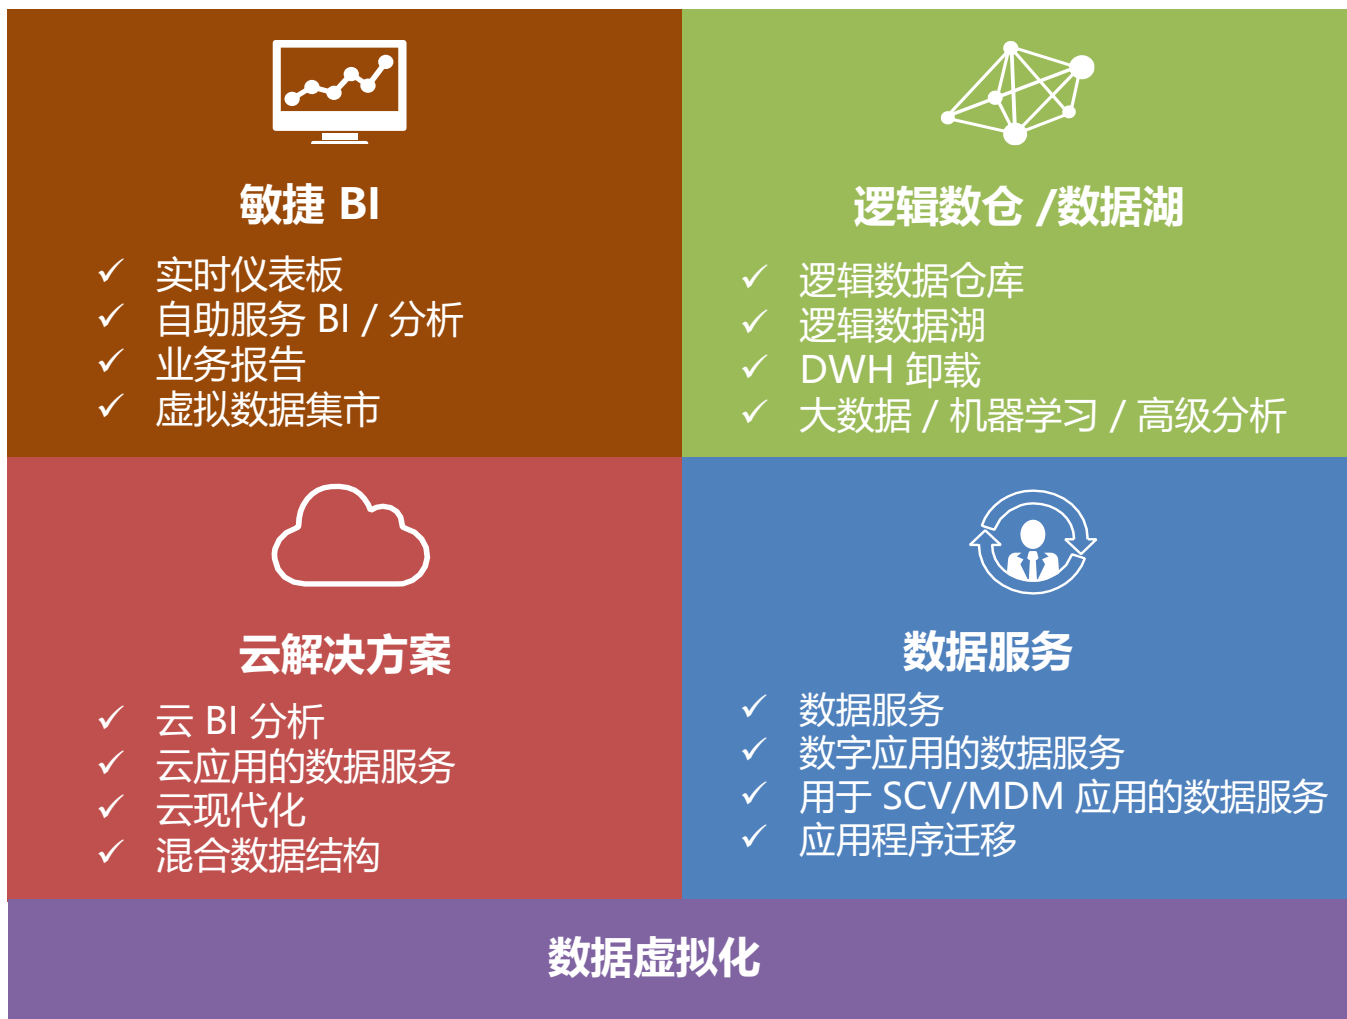 敏捷 BI
✓ 实时仪表板
✓ 自助服务 BI / 分析
✓ 业务报告
✓ 虚拟数据集市
逻辑数仓 /数据湖
✓ 逻辑数据仓库
✓ 逻辑数据湖
✓ DWH 卸载
✓ 大数据 / 机器学习 / 高级分析
云解决方案
✓ 云 BI 分析
✓ 云应用的数据服务
✓ 云现代化
✓ 混合数据结构
数据服务
✓ 数据服务
✓ 数字应用的数据服务
✓ 用于 SCV/MDM 应用的数据服务
✓ 应用程序迁移
数据虚拟化